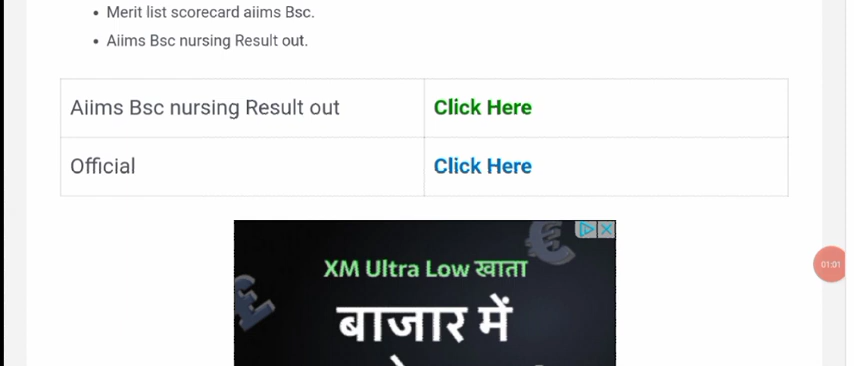 Merit list scorecard aiims Bsc.
Aiims Bsc nursing Result out.
Aiims Bsc nursing Result out Click Here
Official Click Here
XM Ultra Low खाता
बाजार में
01:01